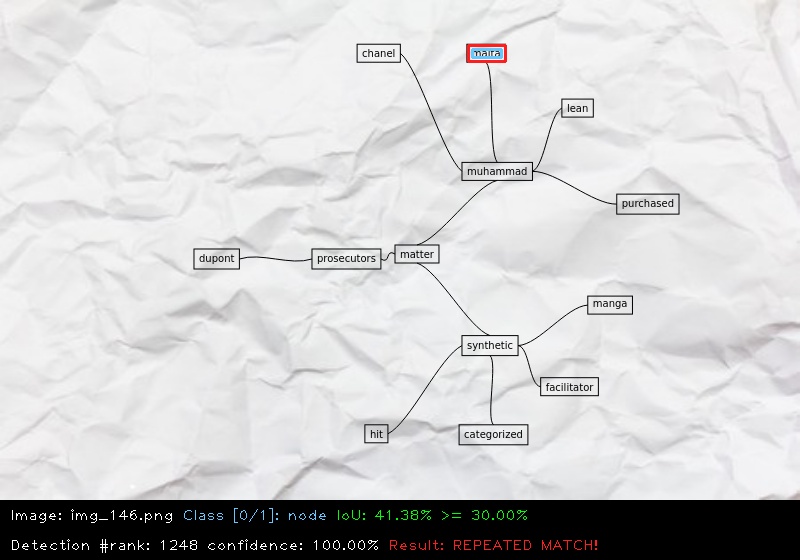 chanel
malta
lean
muhammad
purchased
dupont
prosecutors
matter
manga
synthetic
facilitator
hit
categorized
Image: img_146.png Class [0/1]: node IoU: 41.38% >= 30.00%
Detection #rank: 1248 confidence: 100.00% Result: REPEATED MATCH!